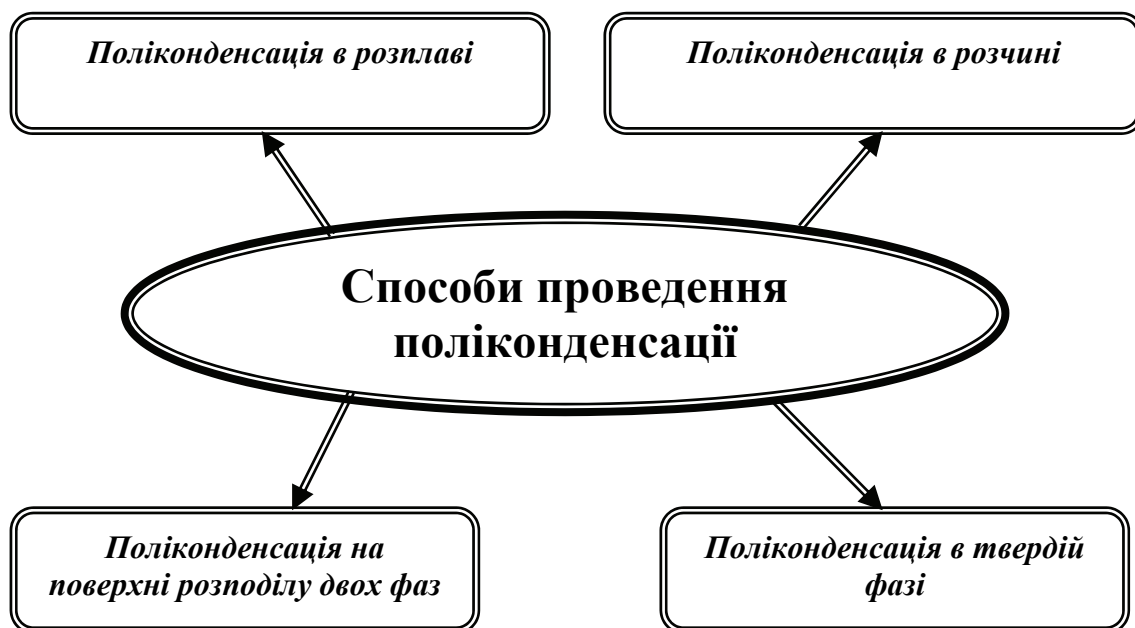 Поліконденсація в розплаві
Поліконденсація в розчині
Способи проведення
поліконденсації
Поліконденсація на
поверхні розподілу двох фаз
Поліконденсація в твердій
фазі